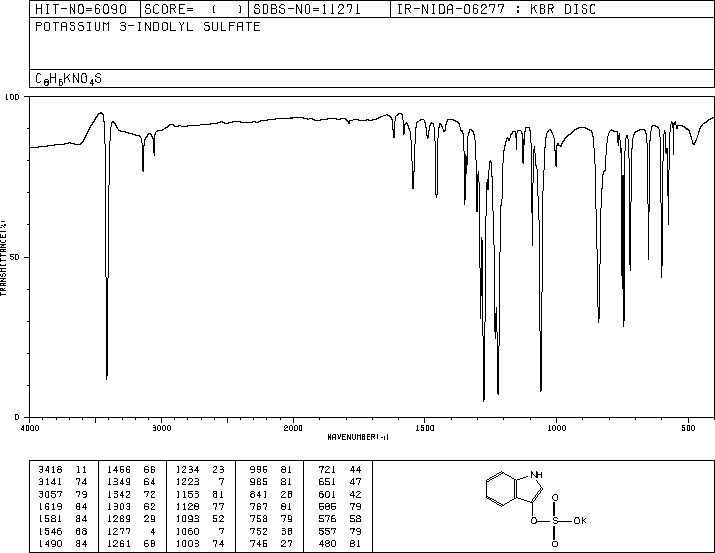 HIT-NO=6090 SCORE= ( ) SDBS-NO=11271 IR-NIDA-06277 : KBR DISC
POTASSIUM 3-INDOLYL SULFATE
C8H6KNO4S
100
50
0
TRANSMITTANCE(%)
4000 3000 2000 1500 1000 500
WAVENUMBER(-1)
3418 11 1456 66 1234 23 996 81 721 44
3141 74 1349 64 1223 7 985 81 651 47
3057 79 1342 72 1153 81 841 28 601 42
1619 84 1303 62 1128 77 767 81 586 79
1581 84 1289 29 1093 52 758 79 576 58
1546 68 1277 4 1060 7 752 38 557 79
1490 84 1261 68 1003 74 746 27 480 81
NH
O
O S OK
O